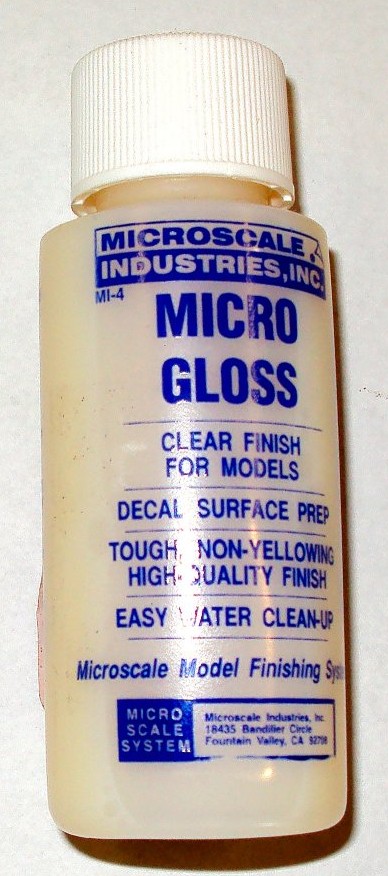 MICROSCALE
INDUSTRIES, INC.
MI-4
MICRO
GLOSS
CLEAR FINISH
FOR MODELS
DECAL SURFACE PREP
TOUGH, NON-YELLOWING
HIGH-QUALITY FINISH
EASY WATER CLEAN-UP
Microscale Model Finishing
MICRO
SCALE
SYSTEM
Microscale Industries, Inc.
18435 Bandilier Circle
Fountain Valley, CA 92708